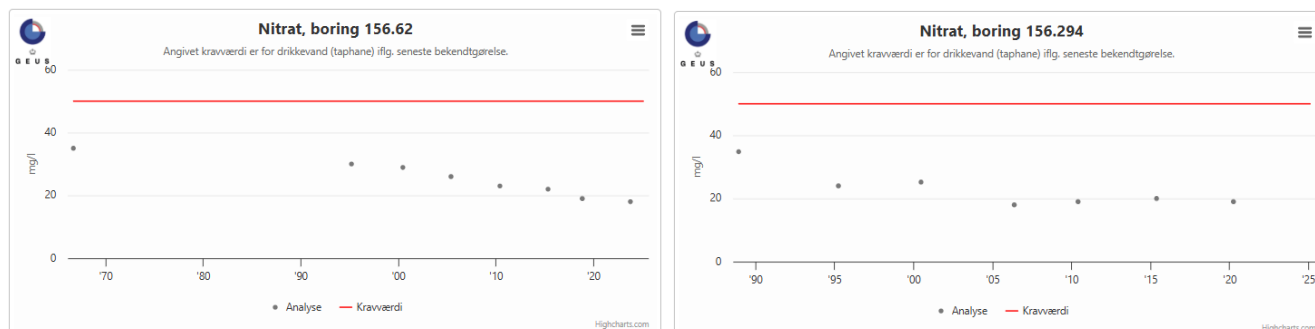 Nitrat, boring 156.62
Angivet kravværdi er for drikkevand (taphane) iflg. seneste bekendtgørelse.
GEUS
60
40
20
0
mg/l
'70
'80
'90
'00
'10
'20
Analyse
Kravværdi
Highcharts.com
Nitrat, boring 156.294
Angivet kravværdi er for drikkevand (taphane) iflg. seneste bekendtgørelse.
GEUS
60
40
20
0
mg/l
'90
'95
'00
'05
'10
'15
'20
'25
Analyse
Kravværdi
Highcharts.com